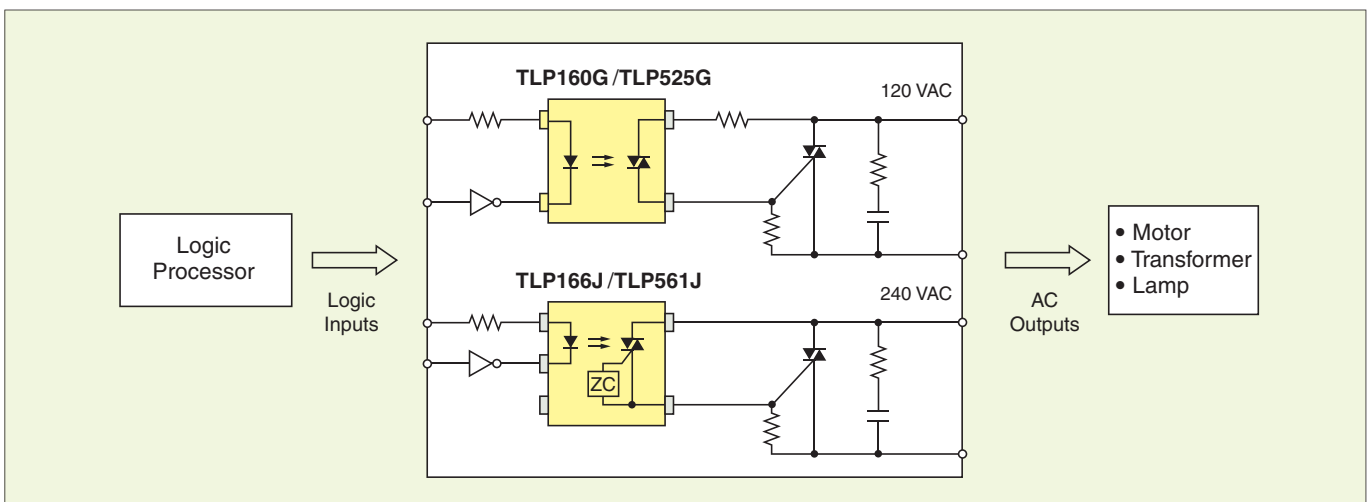 TLP160G/TLP525G
120 VAC
Logic
Processor
Logic
Inputs
TLP166J/TLP561J
ZC
240 VAC
AC
Outputs
• Motor
• Transformer
• Lamp